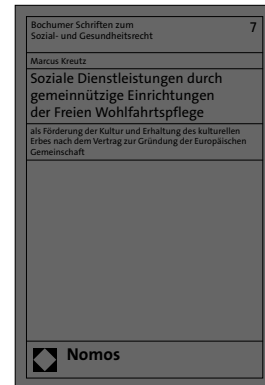 Bochumer Schriften zum
Sozial- und Gesundheitsrecht
7
Marcus Kreutz
Soziale Dienstleistungen durch
gemeinnützige Einrichtungen
der Freien Wohlfahrtspflege
als Förderung der Kultur und Erhaltung des kulturellen
Erbes nach dem Vertrag zur Gründung der Europäischen
Gemeinschaft
Nomos